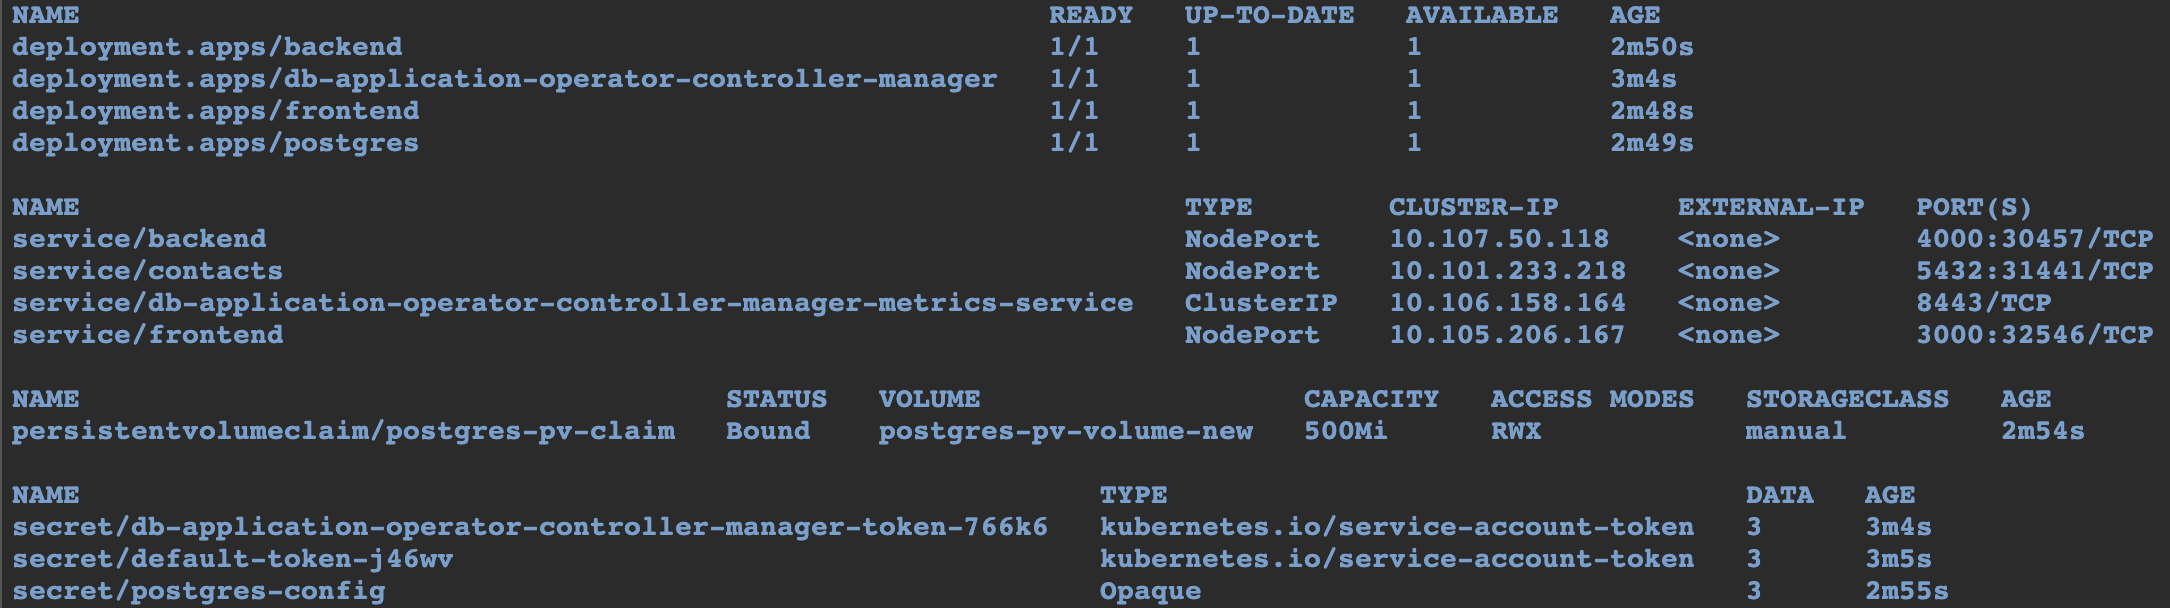 NAME READY UP-TO-DATE AVAILABLE AGE
deployment.apps/backend 1/1 1 1 2m50s
deployment.apps/db-application-operator-controller-manager 1/1 1 1 3m4s
deployment.apps/frontend 1/1 1 1 2m48s
deployment.apps/postgres 1/1 1 1 2m49s
NAME TYPE CLUSTER-IP EXTERNAL-IP PORT(S)
service/backend NodePort 10.107.50.118 <none> 4000:30457/TCP
service/contacts NodePort 10.101.233.218 <none> 5432:31441/TCP
service/db-application-operator-controller-manager-metrics-service ClusterIP 10.106.158.164 <none> 8443/TCP
service/frontend NodePort 10.105.206.167 <none> 3000:32546/TCP
NAME STATUS VOLUME CAPACITY ACCESS MODES STORAGECLASS AGE
persistentvolumeclaim/postgres-pv-claim Bound postgres-pv-volume-new 500Mi RWX manual 2m54s
NAME TYPE DATA AGE
secret/db-application-operator-controller-manager-token-766k6 kubernetes.io/service-account-token 3 3m4s
secret/default-token-j46wv kubernetes.io/service-account-token 3 3m5s
secret/postgres-config Opaque 3 2m55s